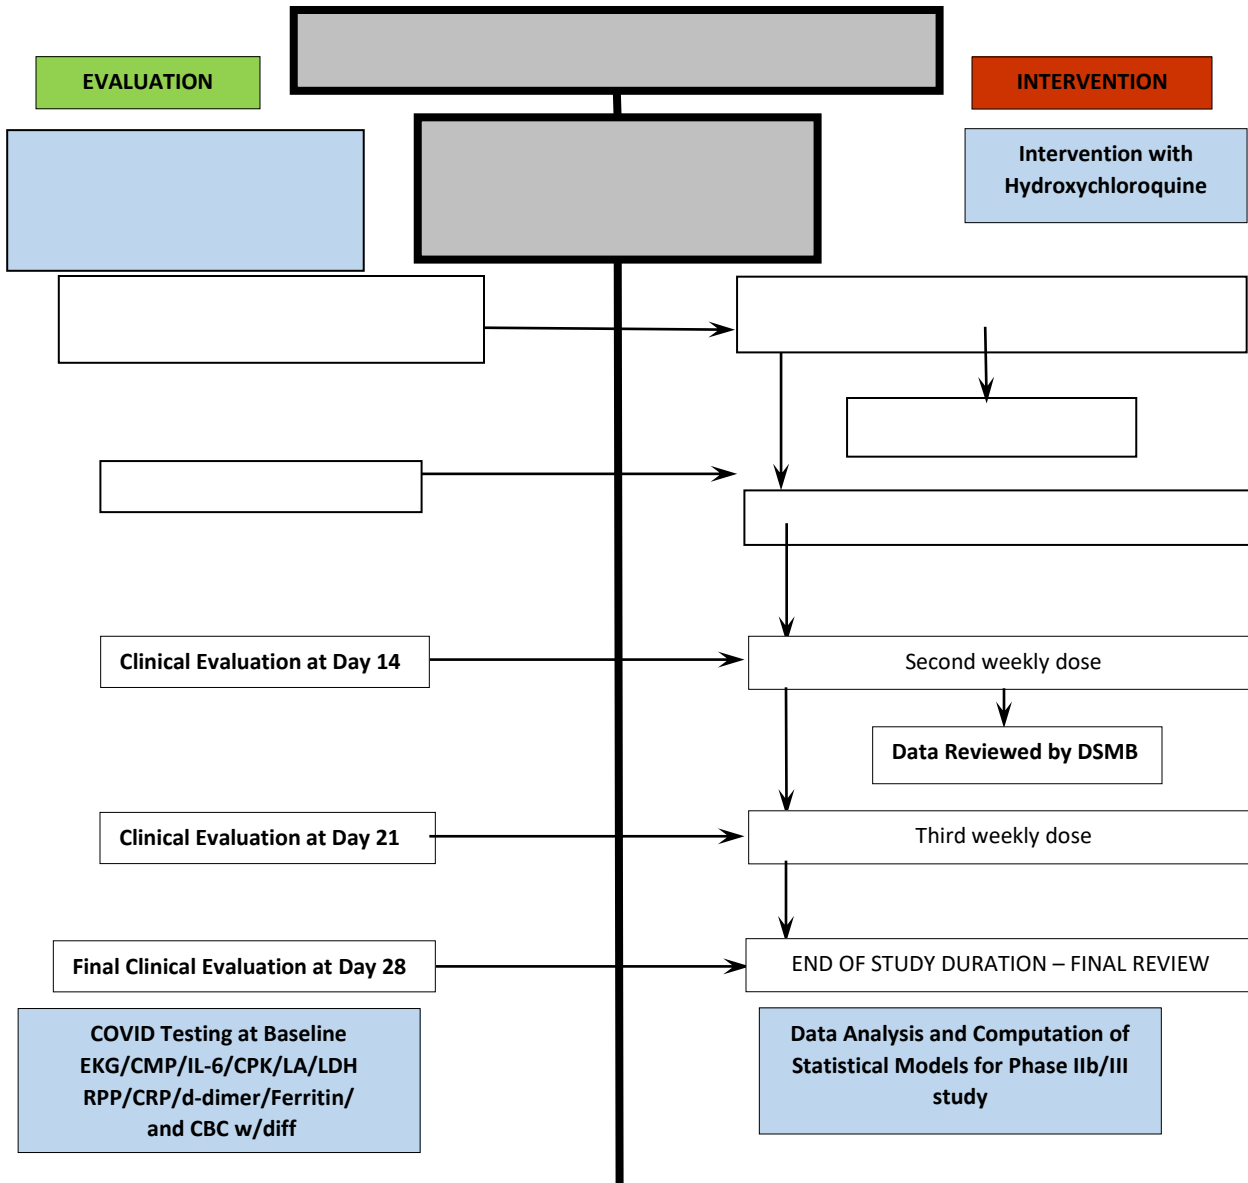 EVALUATION
INTERVENTION
Intervention with
Hydroxychloroquine
Clinical Evaluation at Day 14
Second weekly dose
Data Reviewed by DSMB
Clinical Evaluation at Day 21
Third weekly dose
Final Clinical Evaluation at Day 28
END OF STUDY DURATION – FINAL REVIEW
COVID Testing at Baseline
EKG/CMP/IL-6/CPK/LA/LDH
RPP/CRP/d-dimer/Ferritin/
and CBC w/diff
Data Analysis and Computation of
Statistical Models for Phase IIb/III
study